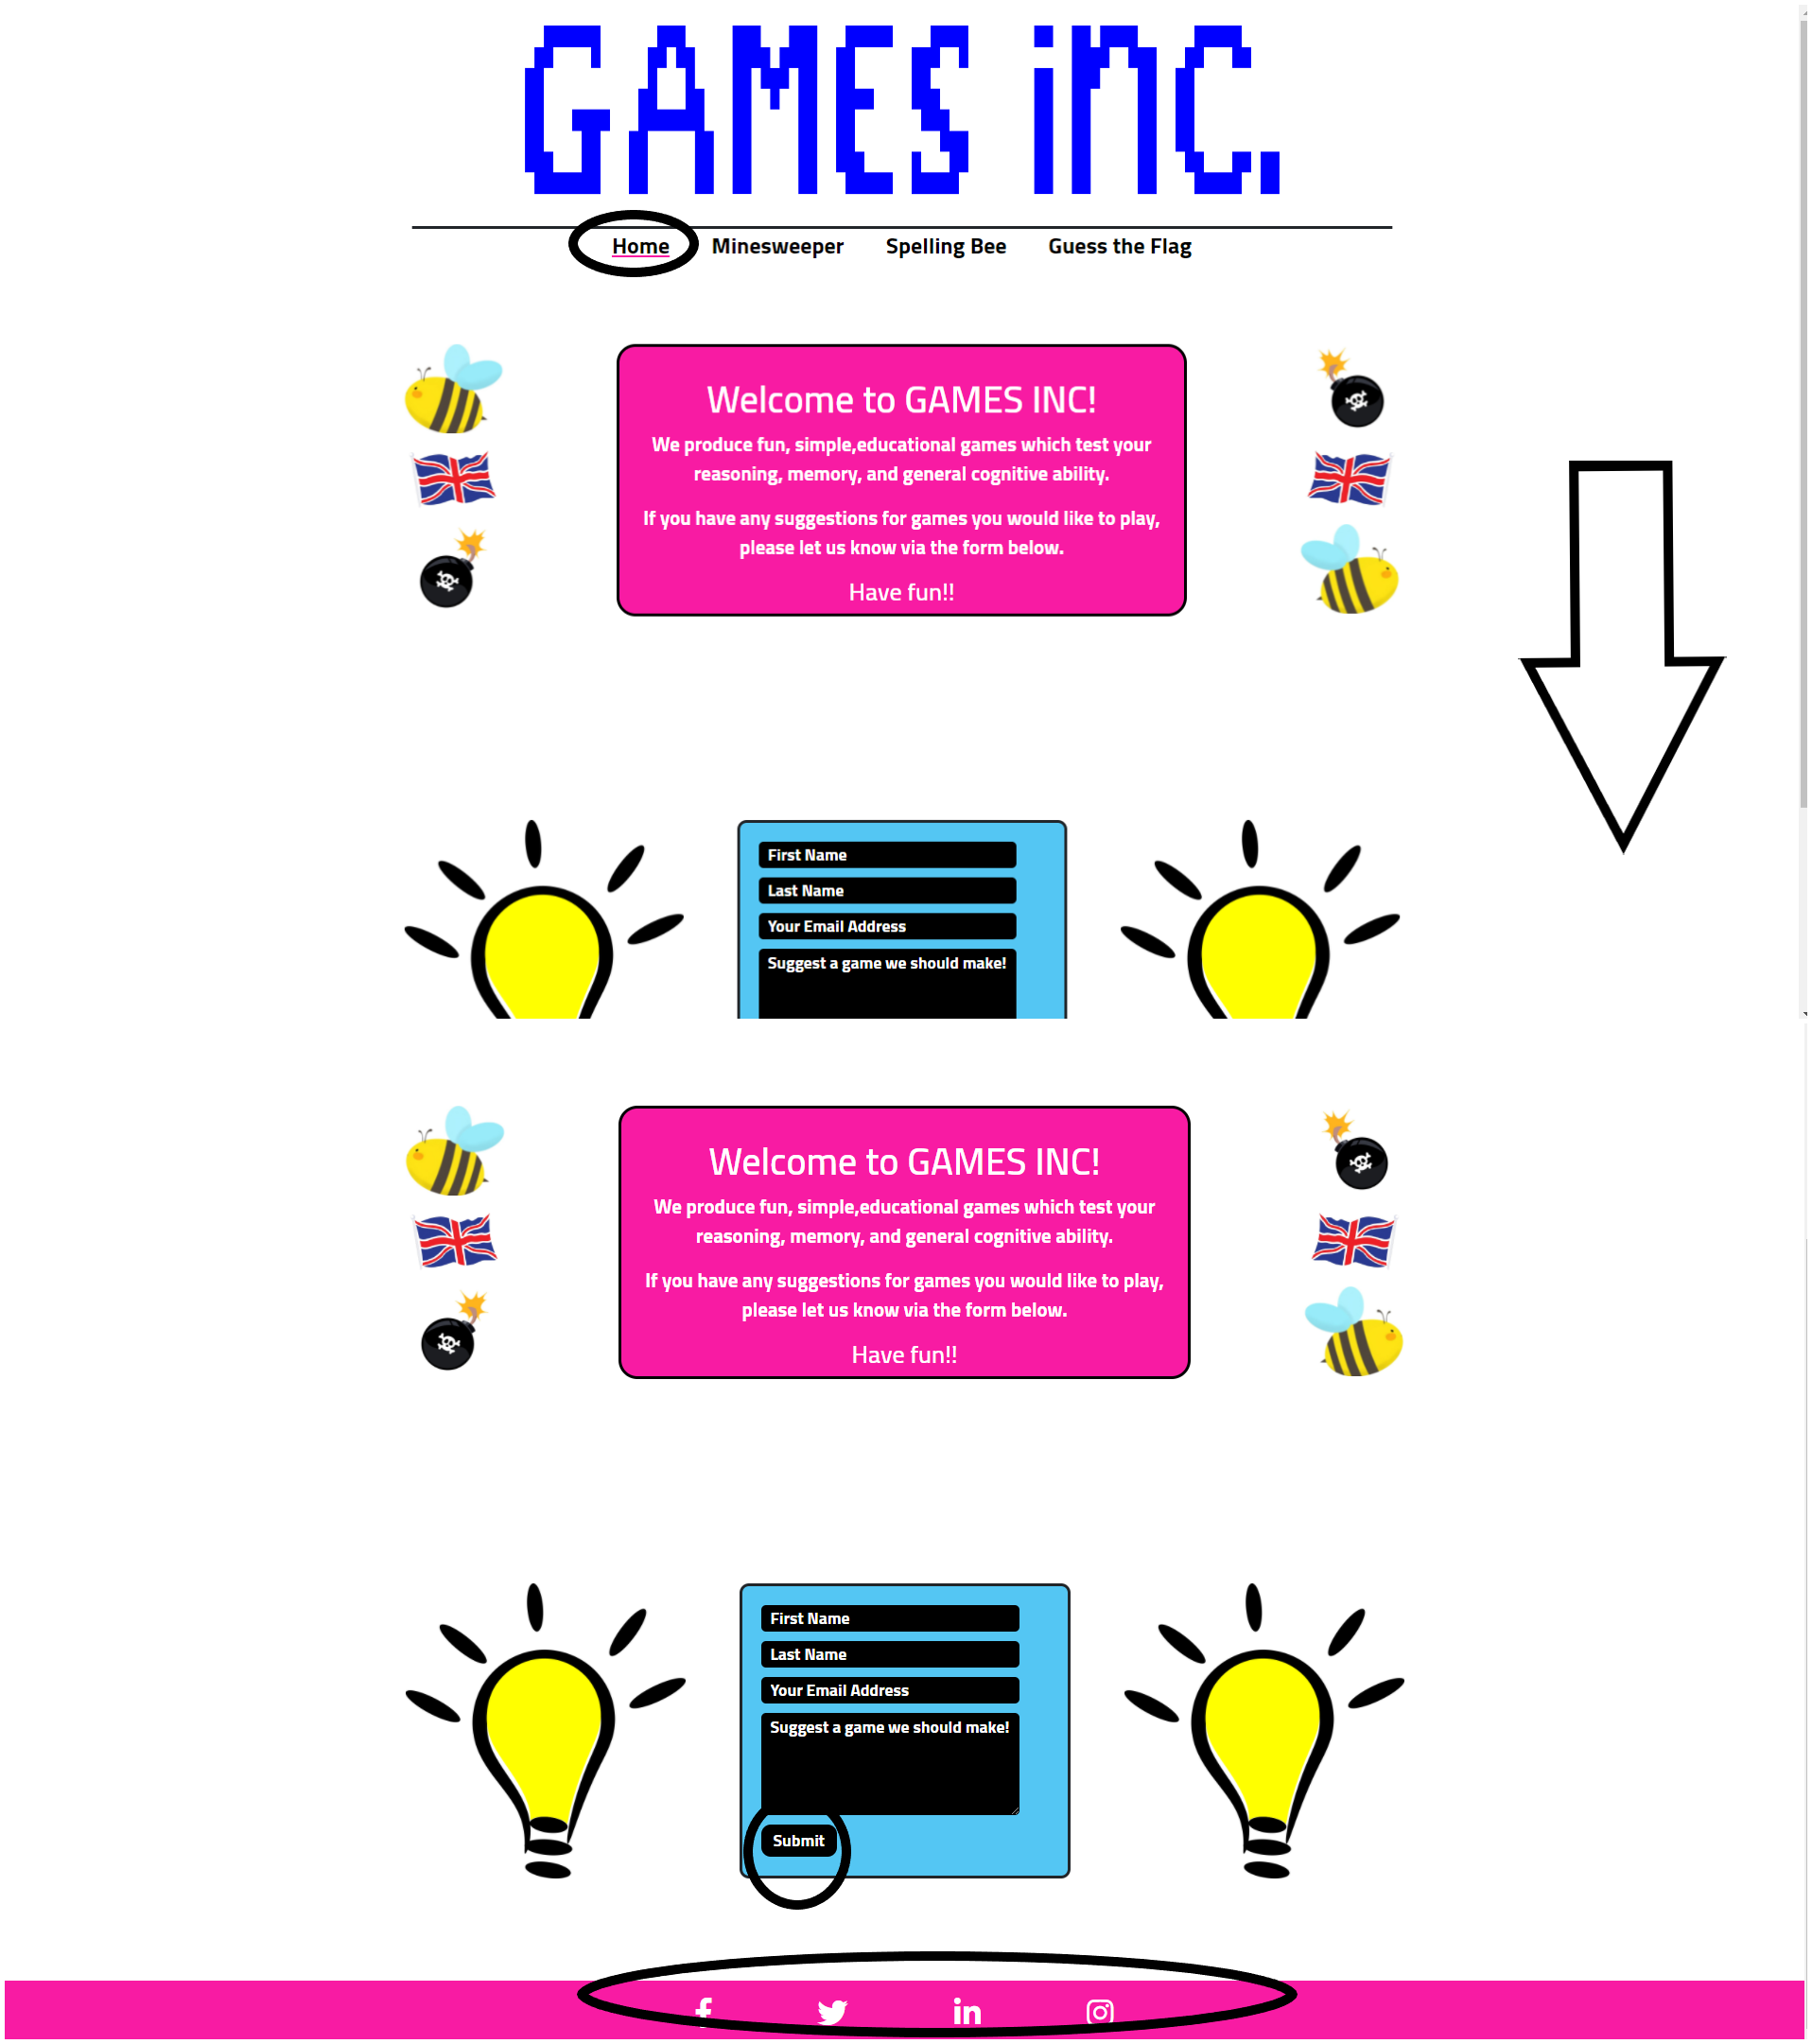 GAMES iNC.
Home Minesweeper Spelling Bee Guess the Flag
Welcome to GAMES INC!
We produce fun, simple,educational games which test your
reasoning, memory, and general cognitive ability.
If you have any suggestions for games you would like to play,
please let us know via the form below.
Have fun!!
First Name
Last Name
Your Email Address
Suggest a game we should make!
Welcome to GAMES INC!
We produce fun, simple,educational games which test your
reasoning, memory, and general cognitive ability.
If you have any suggestions for games you would like to play,
please let us know via the form below.
Have fun!!
First Name
Last Name
Your Email Address
Suggest a game we should make!
Submit